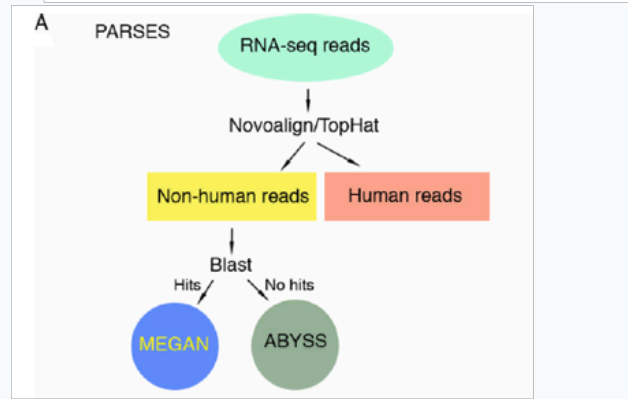 A
PARSES
RNA-seq reads
Novoalign/TopHat
Non-human reads
Human reads
Blast
Hits
No hits
MEGAN
ABYSS